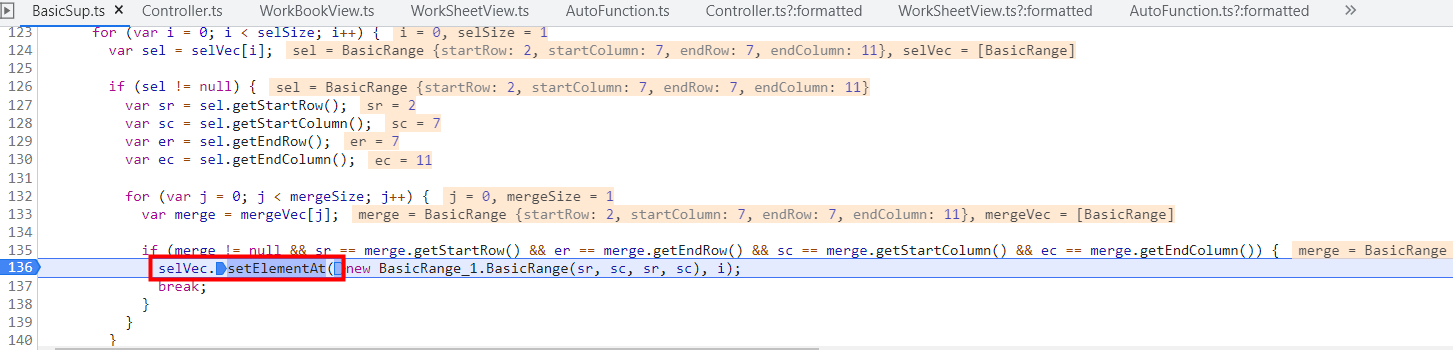 BasicSup.ts × Controller.ts WorkBookView.ts WorkSheetView.ts AutoFunction.ts Controller.ts?:formatted WorkSheetView.ts?:formatted AutoFunction.ts?:formatted »
123 for (var i = 0; i < selSize; i++) { i = 0, selSize = 1
124 var sel = selVec[i]; sel = BasicRange {startRow: 2, startColumn: 7, endRow: 7, endColumn: 11}, selVec = [BasicRange]
125
126 if (sel != null) { sel = BasicRange {startRow: 2, startColumn: 7, endRow: 7, endColumn: 11}
127 var sr = sel.getStartRow(); sr = 2
128 var sc = sel.getStartColumn(); sc = 7
129 var er = sel.getEndRow(); er = 7
130 var ec = sel.getEndColumn(); ec = 11
131
132 for (var j = 0; j < mergeSize; j++) { j = 0, mergeSize = 1
133 var merge = mergeVec[j]; merge = BasicRange {startRow: 2, startColumn: 7, endRow: 7, endColumn: 11}, mergeVec = [BasicRange]
134
135 if (merge != null && sr == merge.getStartRow() && er == merge.getEndRow() && sc == merge.getStartColumn() && ec == merge.getEndColumn()) { merge = BasicRange
136 selVec.setElementAt(new BasicRange_1.BasicRange(sr, sc, sr, sc), i);
137 break;
138 }
139 }
140 }